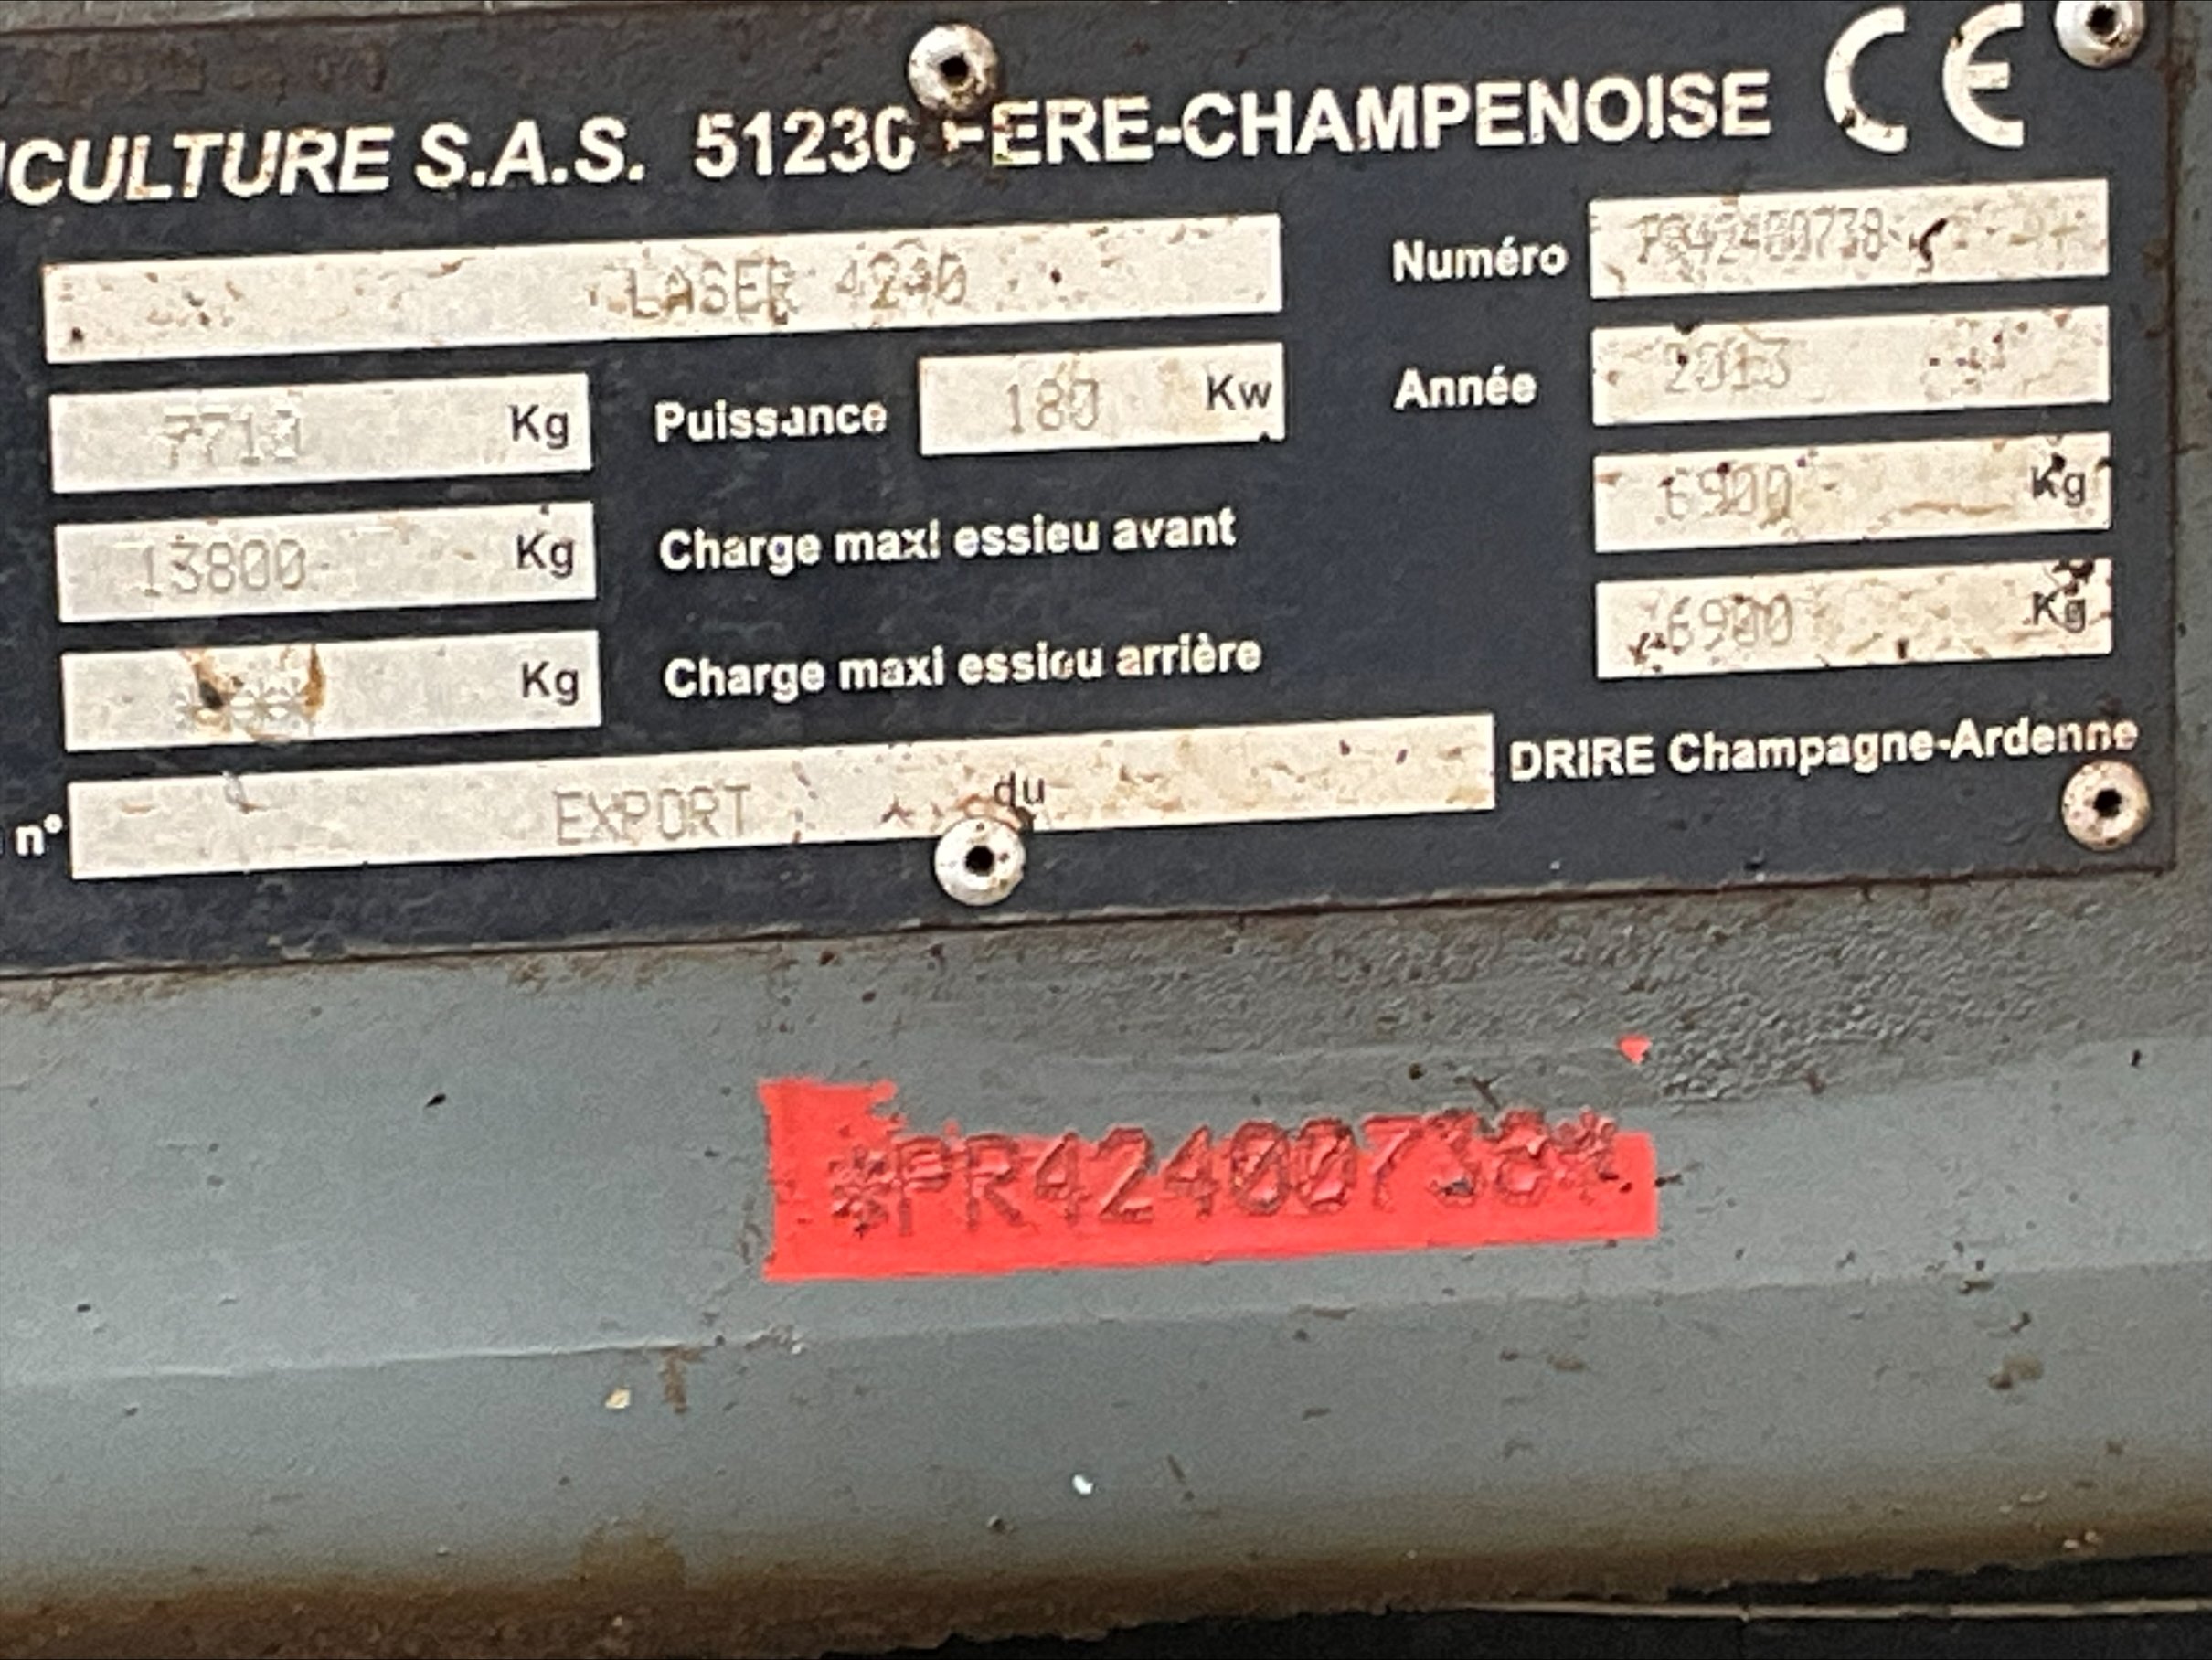 CULTURE S.A.S. 51230 FERE-CHAMPENOISE CE
LASER 4240 Numéro PR42400738
7710 Kg Puissance 180 Kw Année 2013
13800 Kg Charge maxi essieu avant 6900 Kg
Kg Charge maxi essieu arrière 6900 Kg
n° EXPORT du DRIRE Champagne-Ardenne
*PR42400738*